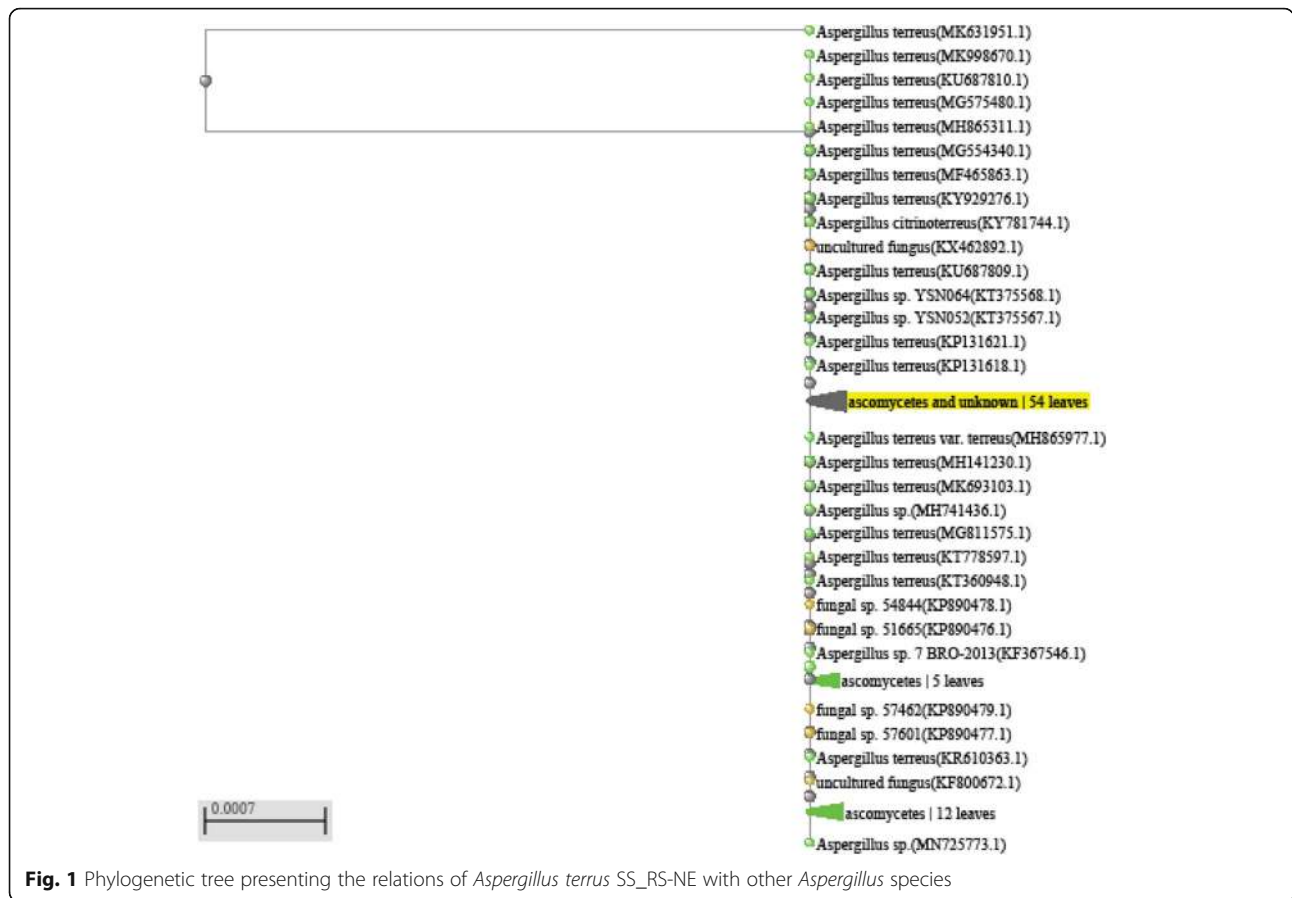 Aspergillus terreus(MK631951.1)
Aspergillus terreus(MK998670.1)
Aspergillus terreus(KU687810.1)
Aspergillus terreus(MG575480.1)
Aspergillus terreus(MH865311.1)
Aspergillus terreus(MG554340.1)
Aspergillus terreus(MF465863.1)
Aspergillus terreus(KY929276.1)
Aspergillus citrinoterreus(KY781744.1)
uncultured fungus(KX462892.1)
Aspergillus terreus(KU687809.1)
Aspergillus sp. YSN064(KT375568.1)
Aspergillus sp. YSN052(KT375567.1)
Aspergillus terreus(KP131621.1)
Aspergillus terreus(KP131618.1)
ascomycetes and unknown | 54 leaves
Aspergillus terreus var. terreus(MH865977.1)
Aspergillus terreus(MH141230.1)
Aspergillus terreus(MK693103.1)
Aspergillus sp.(MH741436.1)
Aspergillus terreus(MG811575.1)
Aspergillus terreus(KT778597.1)
Aspergillus terreus(KT360948.1)
fungal sp. 54844(KP890478.1)
fungal sp. 51665(KP890476.1)
Aspergillus sp. 7 BRO-2013(KF367546.1)
ascomycetes | 5 leaves
fungal sp. 57462(KP890479.1)
fungal sp. 57601(KP890477.1)
Aspergillus terreus(KR610363.1)
uncultured fungus(KF800672.1)
ascomycetes | 12 leaves
Aspergillus sp.(MN725773.1)
0.0007
Fig. 1 Phylogenetic tree presenting the relations of Aspergillus terrus SS_RS-NE with other Aspergillus species